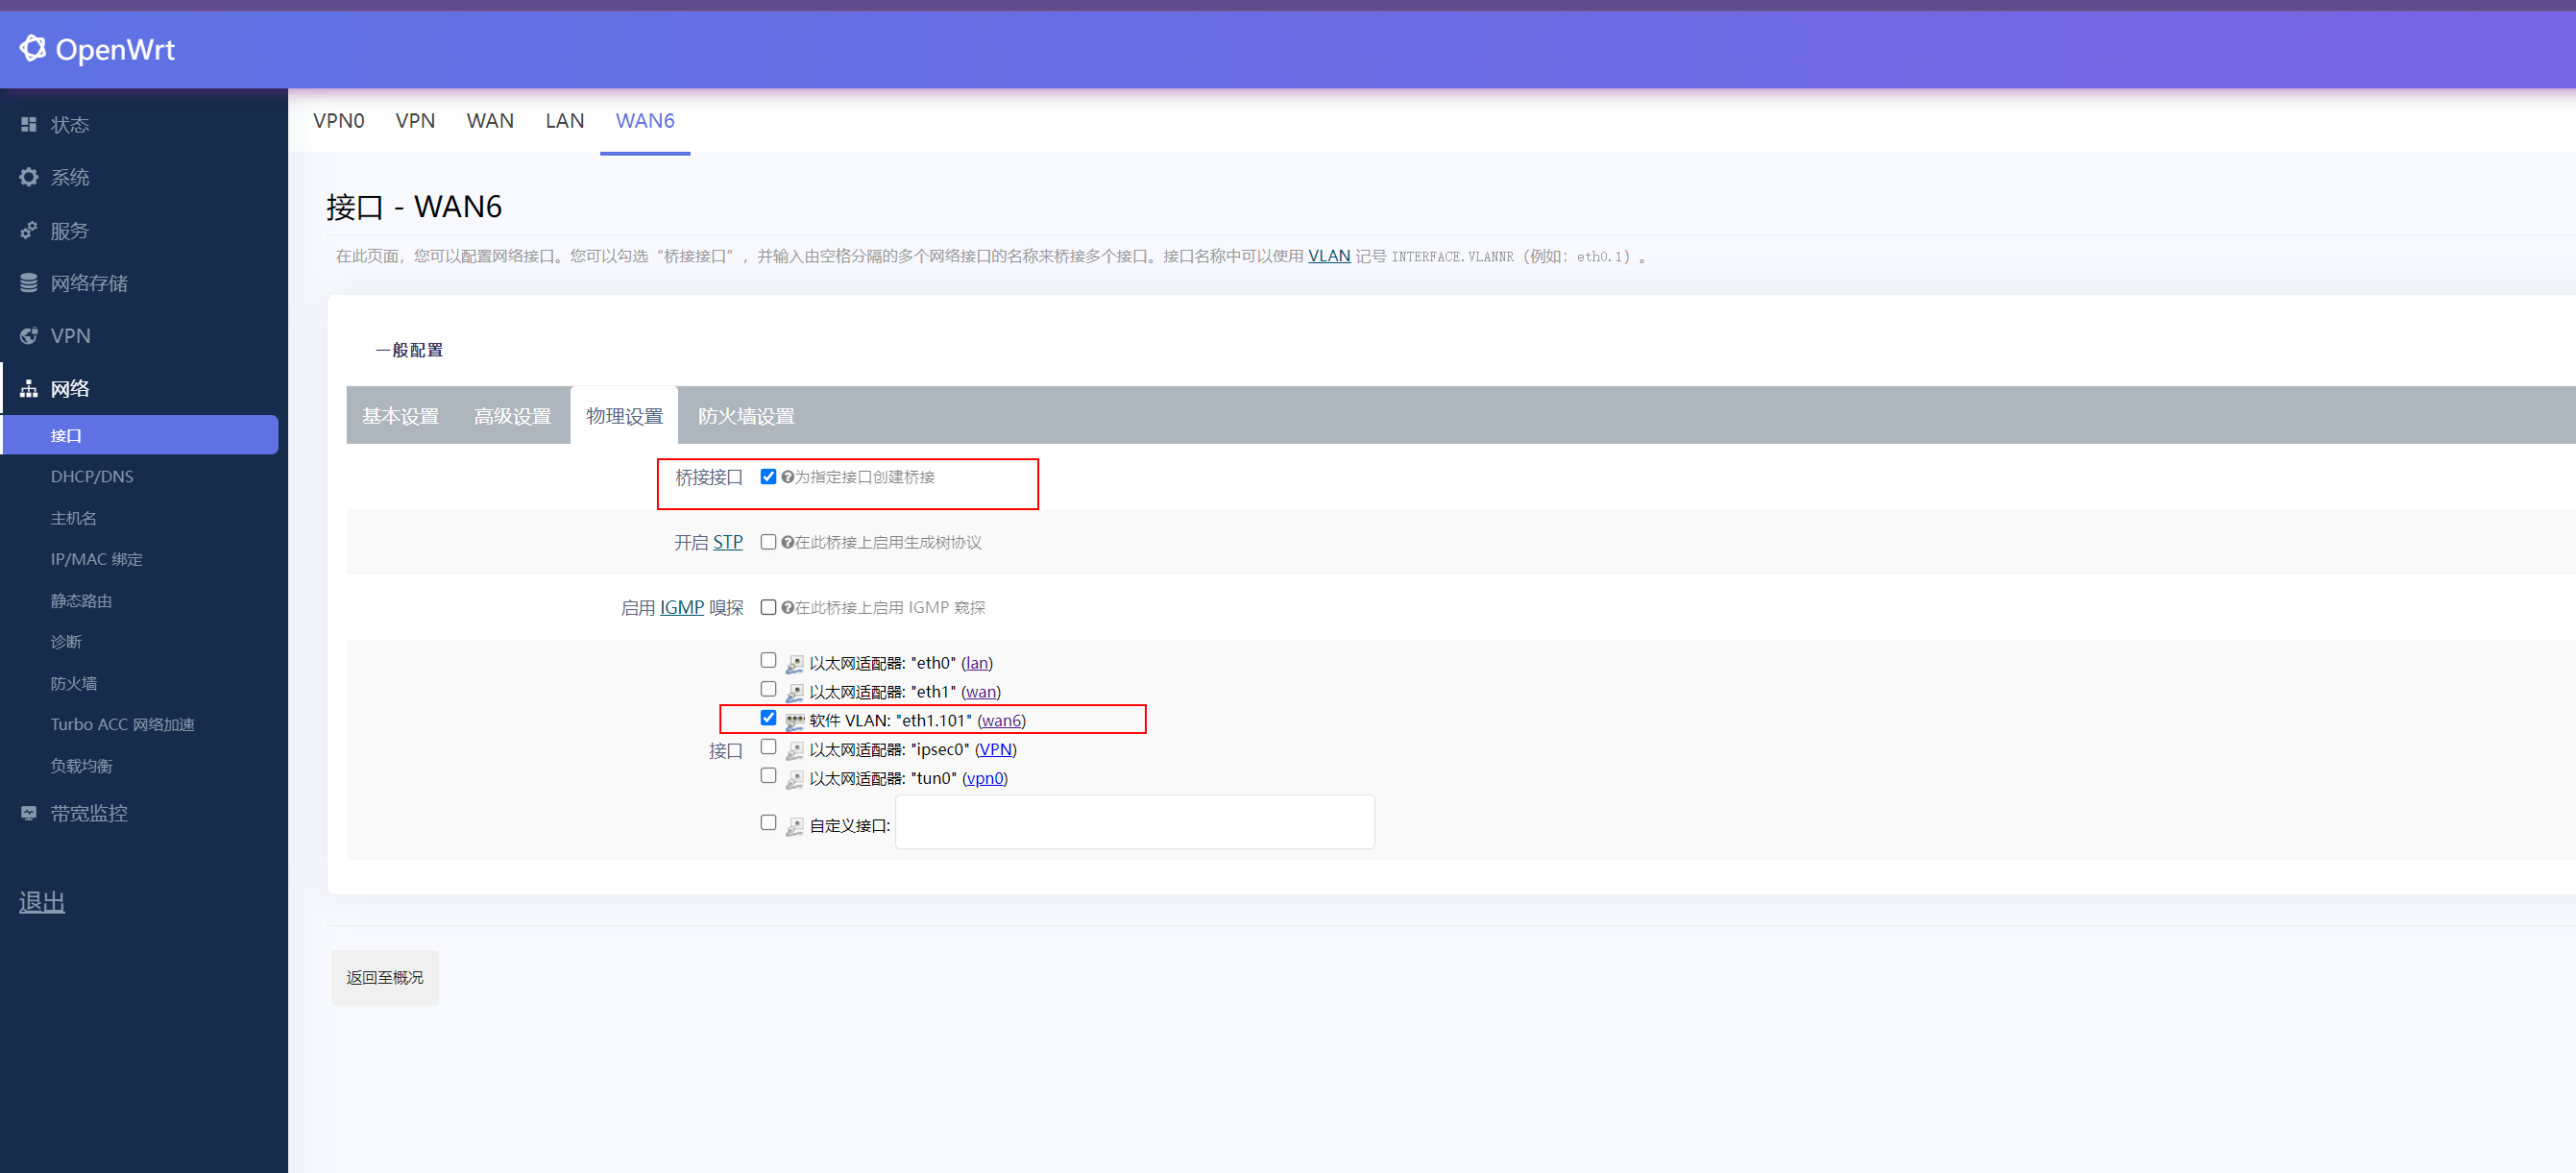 OpenWrt
状态
系统
服务
网络存储
VPN
网络
接口
DHCP/DNS
主机名
IP/MAC 绑定
静态路由
诊断
防火墙
Turbo ACC 网络加速
负载均衡
带宽监控
退出
VPN0 VPN WAN LAN WAN6
接口 - WAN6
在此页面，您可以配置网络接口。您可以勾选“桥接接口”，并输入由空格分隔的多个网络接口的名称来桥接多个接口。接口名称中可以使用 VLAN 记号 INTERFACE.VLANNR（例如：eth0.1）。
一般配置
基本设置 高级设置 物理设置 防火墙设置
桥接接口 为指定接口创建桥接
开启 STP 在此桥接上启用生成树协议
启用 IGMP 嗅探 在此桥接上启用 IGMP 窥探
接口
以太网适配器: "eth0" (lan)
以太网适配器: "eth1" (wan)
软件 VLAN: "eth1.101" (wan6)
以太网适配器: "ipsec0" (VPN)
以太网适配器: "tun0" (vpn0)
自定义接口:
返回至概况